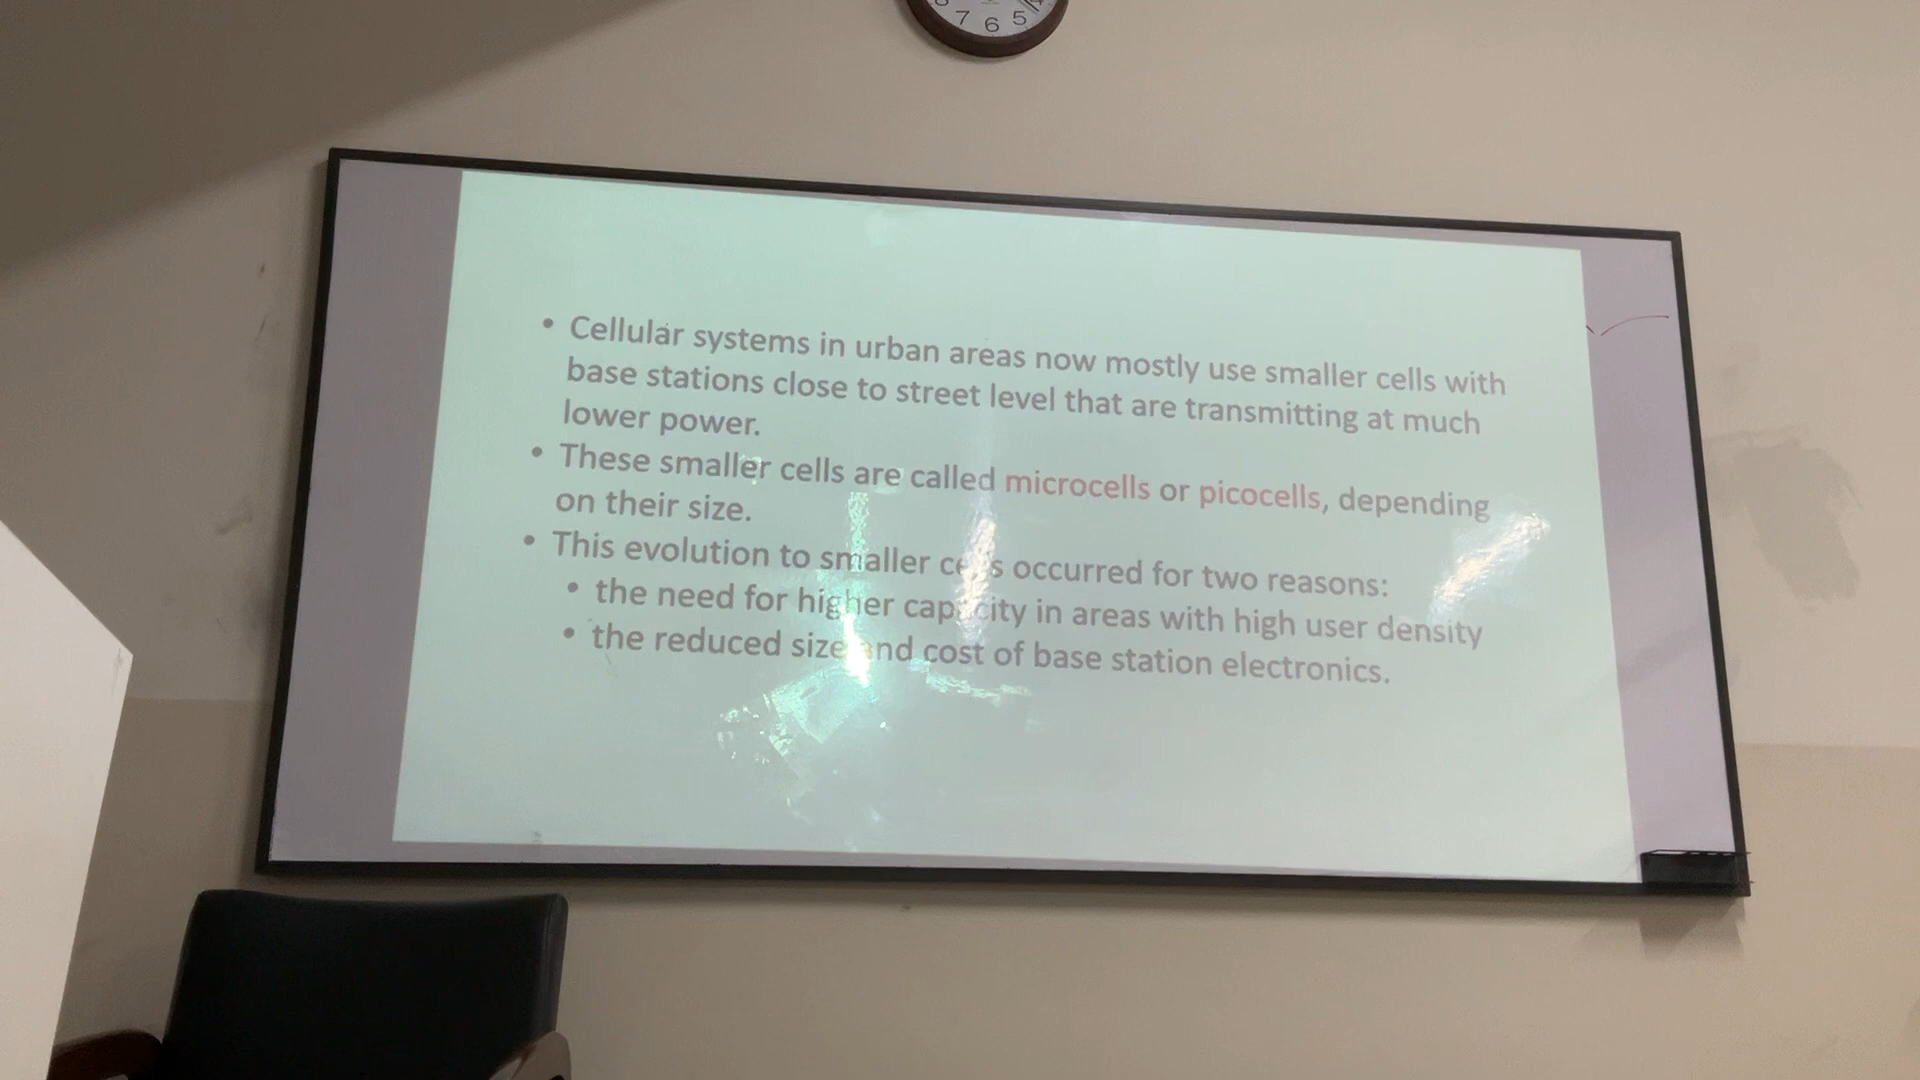 7 6 5
• Cellular systems in urban areas now mostly use smaller cells with
base stations close to street level that are transmitting at much
lower power.
• These smaller cells are called microcells or picocells, depending
on their size.
• This evolution to smaller cells occurred for two reasons:
• the need for higher capacity in areas with high user density
• the reduced size and cost of base station electronics.